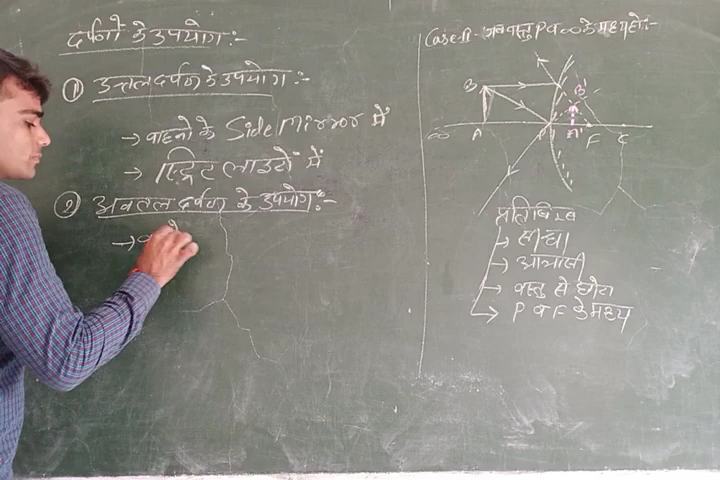 दर्पणों के उपयोग :-
① उत्तल दर्पण के उपयोग :-
→ वाहनों के Side Mirror में
→ स्ट्रिट लाइटों में
② अवतल दर्पण के उपयोग :-
→
Case-II- जब वस्तु P व ∞ के मध्य हो :-
B
B'
∞
A
A'
F
C
प्रतिबिम्ब
→ सीधा
→ आभासी
→ वस्तु से छोटा
→ P व F के मध्य